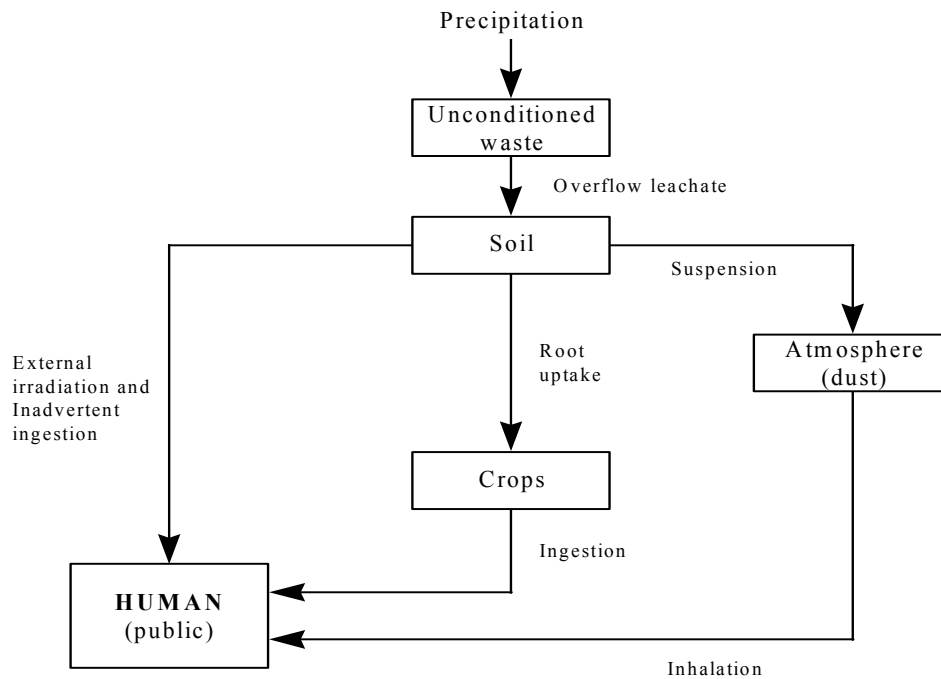 Precipitation
Unconditioned
waste
Overflow leachate
Soil
Suspension
External
irradiation and
Inadvertent
ingestion
Root
uptake
Atmosphere
(dust)
Crops
Ingestion
HUMAN
(public)
Inhalation